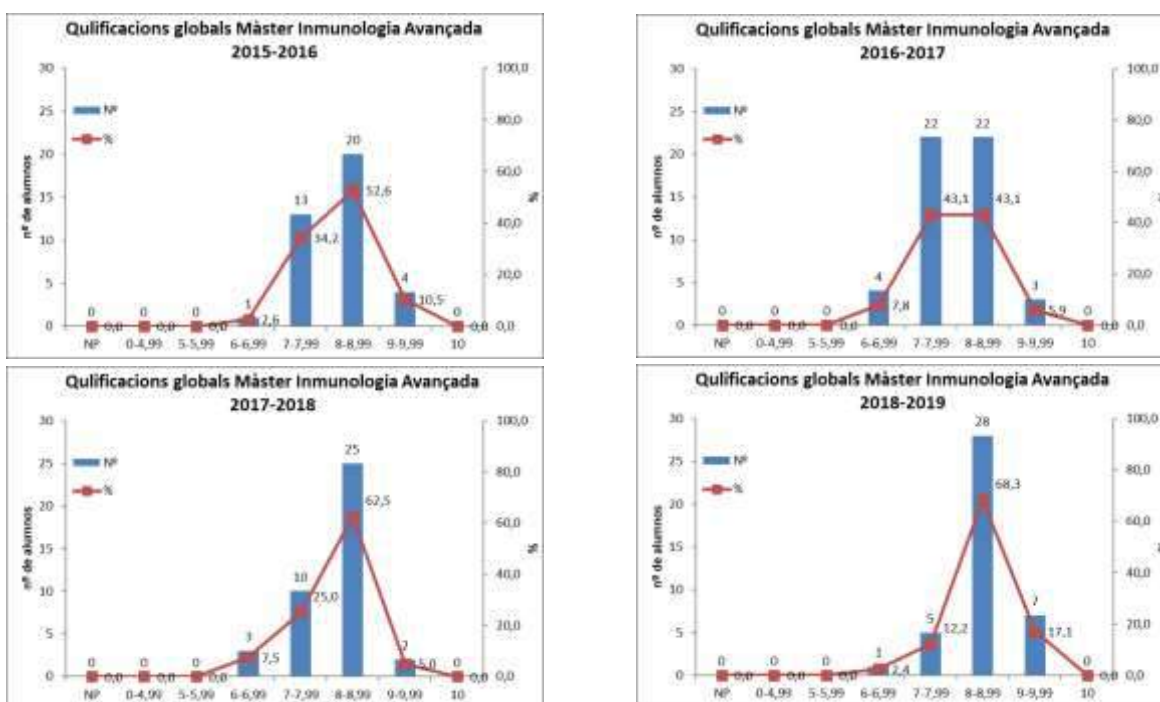 Qulificacions globals Màster Inmunologia Avançada
2015-2016
30
25
20
15
10
5
0
nº de alumnos
100,0
80,0
60,0
40,0
20,0
0,0
%
Nº
%
0 0 0 1 13 20 4 0
0,0 0,0 0,0 2,6 34,2 52,6 10,5 0,0
NP 0-4,99 5-5,99 6-6,99 7-7,99 8-8,99 9-9,99 10
Qulificacions globals Màster Inmunologia Avançada
2016-2017
30
25
20
15
10
5
0
nº de alumnos
100,0
80,0
60,0
40,0
20,0
0,0
%
Nº
%
0 0 0 4 22 22 3 0
0,0 0,0 0,0 7,8 43,1 43,1 5,9 0,0
NP 0-4,99 5-5,99 6-6,99 7-7,99 8-8,99 9-9,99 10
Qulificacions globals Màster Inmunologia Avançada
2017-2018
30
25
20
15
10
5
0
nº de alumnos
100,0
80,0
60,0
40,0
20,0
0,0
%
Nº
%
0 0 0 3 10 25 2 0
0,0 0,0 0,0 7,5 25,0 62,5 5,0 0,0
NP 0-4,99 5-5,99 6-6,99 7-7,99 8-8,99 9-9,99 10
Qulificacions globals Màster Inmunologia Avançada
2018-2019
30
25
20
15
10
5
0
nº de alumnos
100,0
80,0
60,0
40,0
20,0
0,0
%
Nº
%
0 0 0 1 5 28 7 0
0,0 0,0 0,0 2,4 12,2 68,3 17,1 0,0
NP 0-4,99 5-5,99 6-6,99 7-7,99 8-8,99 9-9,99 10